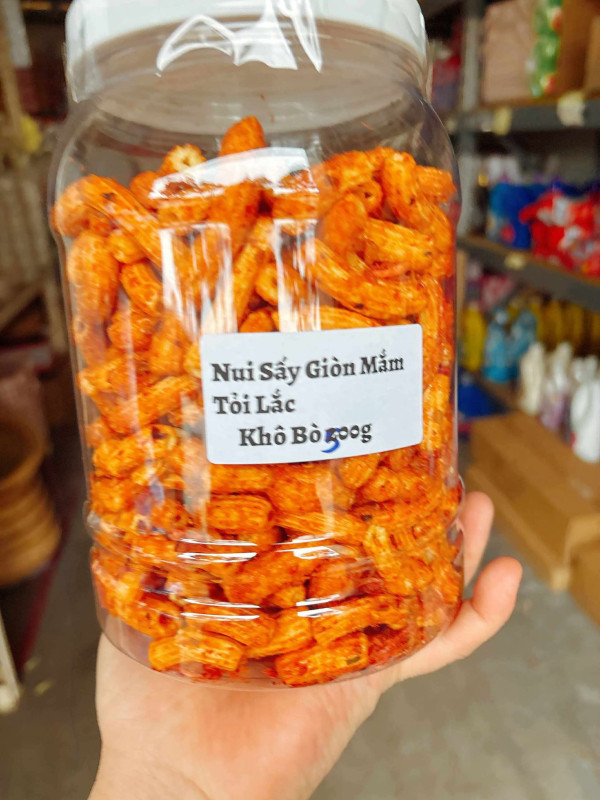 Nui Sấy Giòn Mắm
Tỏi Lắc
Khô Bò 500g